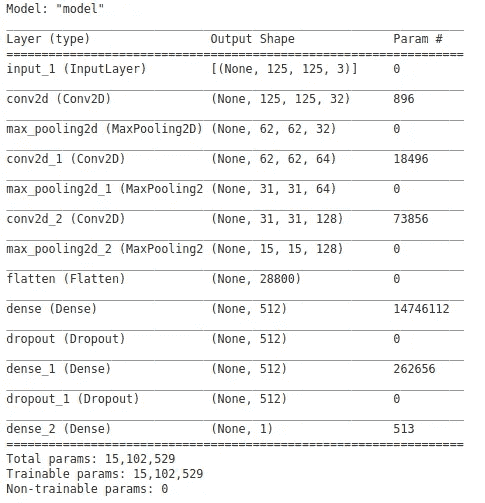 Model: "model"
Layer (type) Output Shape Param #
input_1 (InputLayer) [(None, 125, 125, 3)] 0
conv2d (Conv2D) (None, 125, 125, 32) 896
max_pooling2d (MaxPooling2D) (None, 62, 62, 32) 0
conv2d_1 (Conv2D) (None, 62, 62, 64) 18496
max_pooling2d_1 (MaxPooling2 (None, 31, 31, 64) 0
conv2d_2 (Conv2D) (None, 31, 31, 128) 73856
max_pooling2d_2 (MaxPooling2 (None, 15, 15, 128) 0
flatten (Flatten) (None, 28800) 0
dense (Dense) (None, 512) 14746112
dropout (Dropout) (None, 512) 0
dense_1 (Dense) (None, 512) 262656
dropout_1 (Dropout) (None, 512) 0
dense_2 (Dense) (None, 1) 513
Total params: 15,102,529
Trainable params: 15,102,529
Non-trainable params: 0